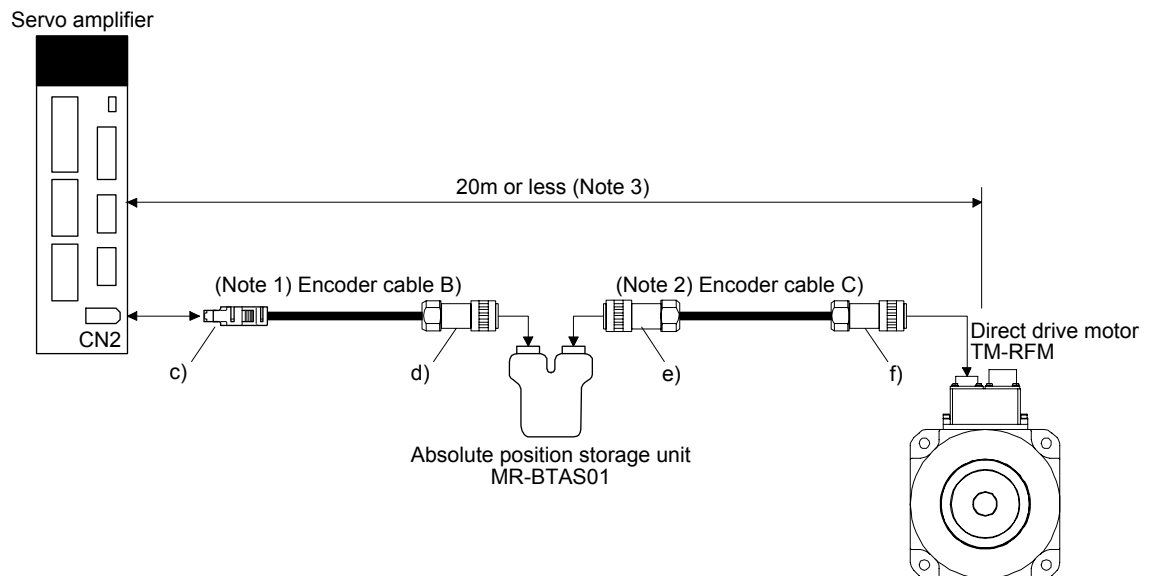 Servo amplifier
20m or less (Note 3)
(Note 1) Encoder cable B)
(Note 2) Encoder cable C)
CN2
c)
d)
e)
f)
Direct drive motor
TM-RFM
Absolute position storage unit
MR-BTAS01